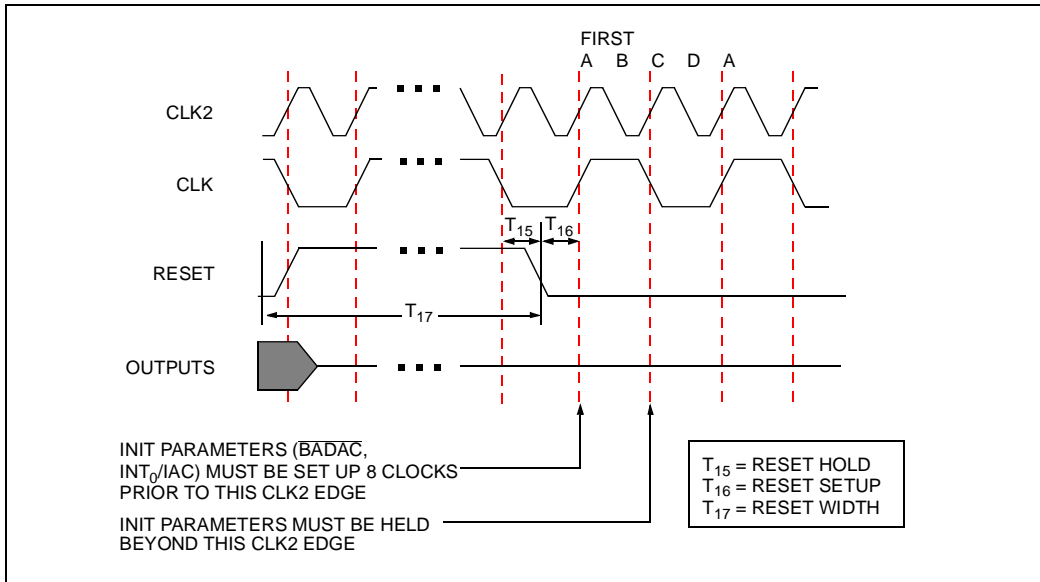 FIRST
A B C D A
CLK2
CLK
T15 T16
RESET
T17
OUTPUTS
INIT PARAMETERS (BADAC,
INT0/IAC) MUST BE SET UP 8 CLOCKS
PRIOR TO THIS CLK2 EDGE
INIT PARAMETERS MUST BE HELD
BEYOND THIS CLK2 EDGE
T15 = RESET HOLD
T16 = RESET SETUP
T17 = RESET WIDTH